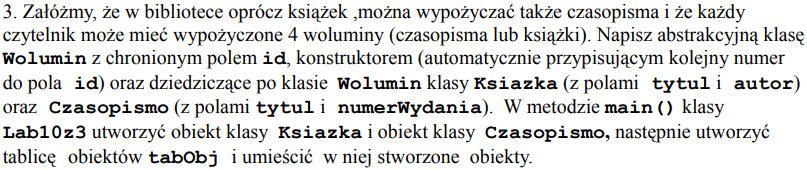 3. Załóżmy, że w bibliotece oprócz książek ,można wypożyczać także czasopisma i że każdy
czytelnik może mieć wypożyczone 4 woluminy (czasopisma lub książki). Napisz abstrakcyjną klasę
Wolumin z chronionym polem id, konstruktorem (automatycznie przypisującym kolejny numer
do pola id) oraz dziedziczące po klasie Wolumin klasy Ksiazka (z polami tytul i autor)
oraz Czasopismo (z polami tytul i numerWydania). W metodzie main() klasy
Lab10z3 utworzyć obiekt klasy Ksiazka i obiekt klasy Czasopismo, następnie utworzyć
tablicę obiektów tabObj i umieścić w niej stworzone obiekty.